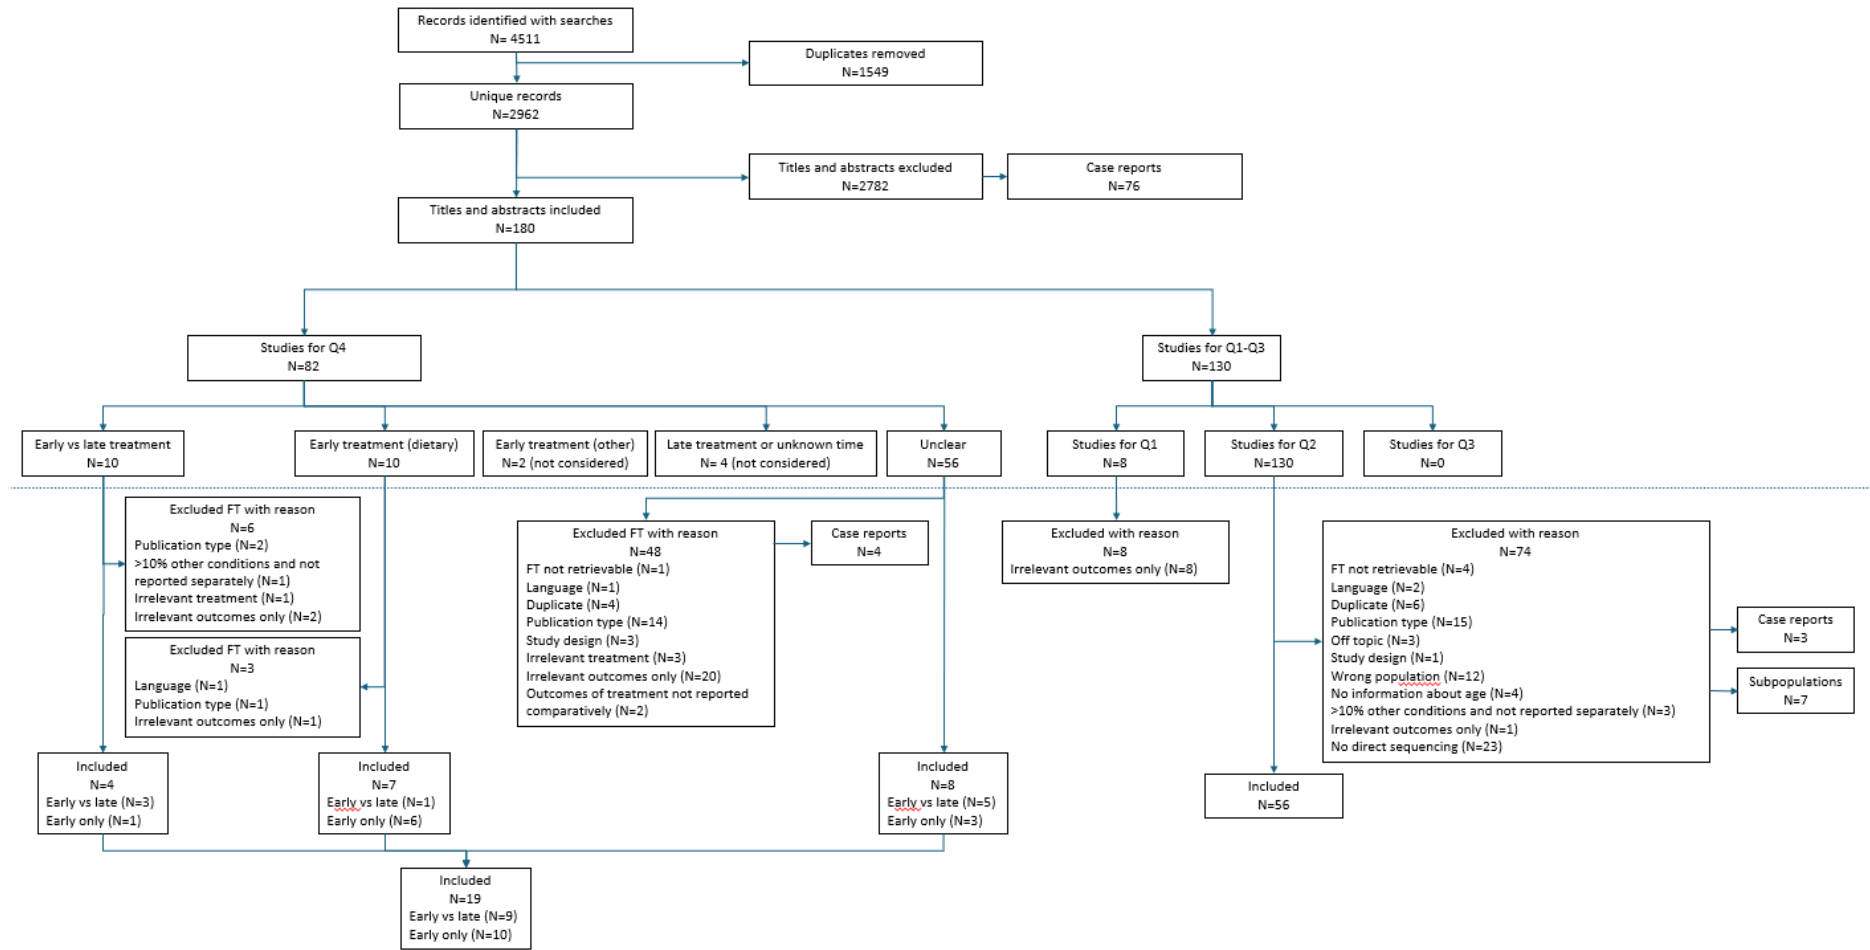 Records identified with searches
N= 4511
Duplicates removed
N=1549
Unique records
N=2962
Titles and abstracts excluded
N=2782
Case reports
N=76
Titles and abstracts included
N=180
Studies for Q4
N=82
Studies for Q1-Q3
N=130
Early vs late treatment
N=10
Early treatment (dietary)
N=10
Early treatment (other)
N=2 (not considered)
Late treatment or unknown time
N= 4 (not considered)
Unclear
N=56
Studies for Q1
N=8
Studies for Q2
N=130
Studies for Q3
N=0
Excluded FT with reason
N=6
Publication type (N=2)
>10% other conditions and not
reported separately (N=1)
Irrelevant treatment (N=1)
Irrelevant outcomes only (N=2)
Excluded FT with reason
N=3
Language (N=1)
Publication type (N=1)
Irrelevant outcomes only (N=1)
Excluded FT with reason
N=48
FT not retrievable (N=1)
Language (N=1)
Duplicate (N=4)
Publication type (N=14)
Study design (N=3)
Irrelevant treatment (N=3)
Irrelevant outcomes only (N=20)
Outcomes of treatment not reported
comparatively (N=2)
Case reports
N=4
Excluded with reason
N=8
Irrelevant outcomes only (N=8)
Excluded with reason
N=74
FT not retrievable (N=4)
Language (N=2)
Duplicate (N=6)
Publication type (N=15)
Off topic (N=3)
Study design (N=1)
Wrong population (N=12)
No information about age (N=4)
>10% other conditions and not reported separately (N=3)
Irrelevant outcomes only (N=1)
No direct sequencing (N=23)
Case reports
N=3
Subpopulations
N=7
Included
N=4
Early vs late (N=3)
Early only (N=1)
Included
N=7
Early vs late (N=1)
Early only (N=6)
Included
N=8
Early vs late (N=5)
Early only (N=3)
Included
N=56
Included
N=19
Early vs late (N=9)
Early only (N=10)